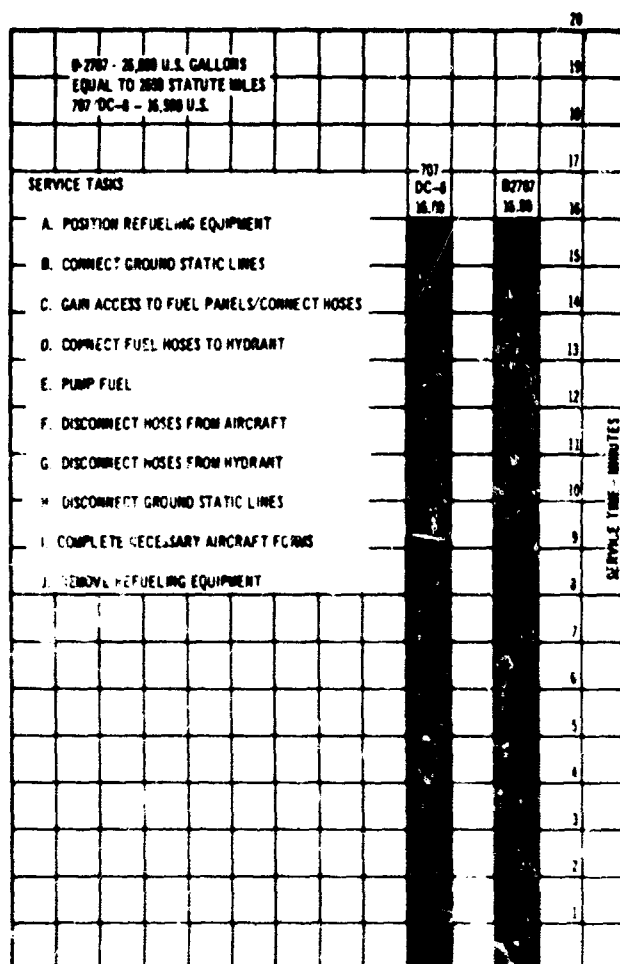 B-2707 - 26,000 U.S. GALLONS
EQUAL TO STATUTE MILES
707 DC-8 - U.S.
SERVICE TASKS
A. POSITION REFUELING EQUIPMENT
B. CONNECT GROUND STATIC LINES
C. GAIN ACCESS TO FUEL PANELS/CONNECT HOSES
D. CONNECT FUEL HOSES TO HYDRANT
E. PUMP FUEL
F. DISCONNECT HOSES FROM AIRCRAFT
G. DISCONNECT HOSES FROM HYDRANT
H. DISCONNECT GROUND STATIC LINES
I. COMPLETE NECESSARY AIRCRAFT FORMS
J. REMOVE REFUELING EQUIPMENT
707
DC-8
16.00
B2707
16.00
20
19
18
17
16
15
14
13
12
11
10
9
8
7
6
5
4
3
2
1
SERVICE TIME - MINUTES